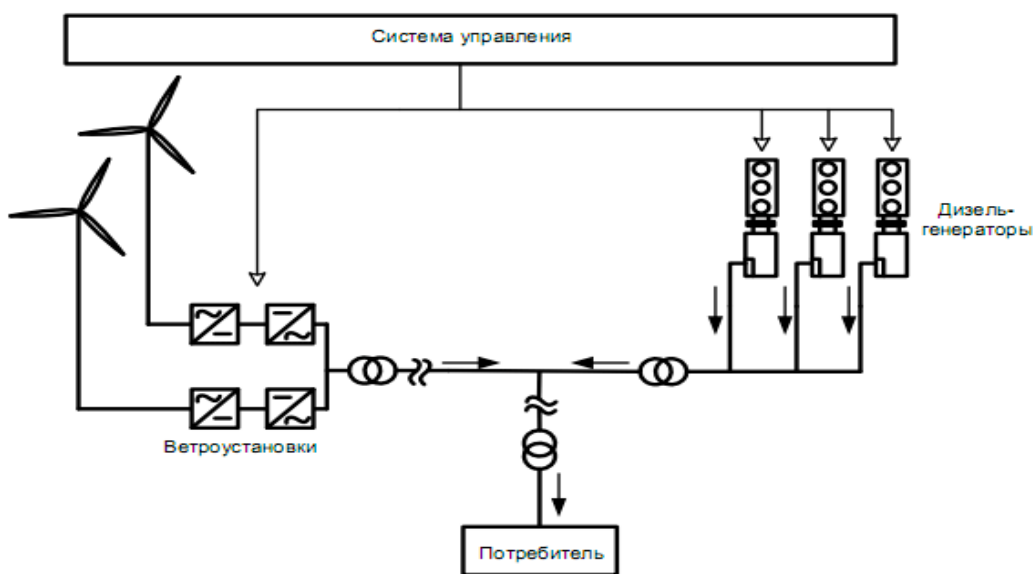 Система управления
Дизель-
генераторы
Ветроустановки
Потребитель